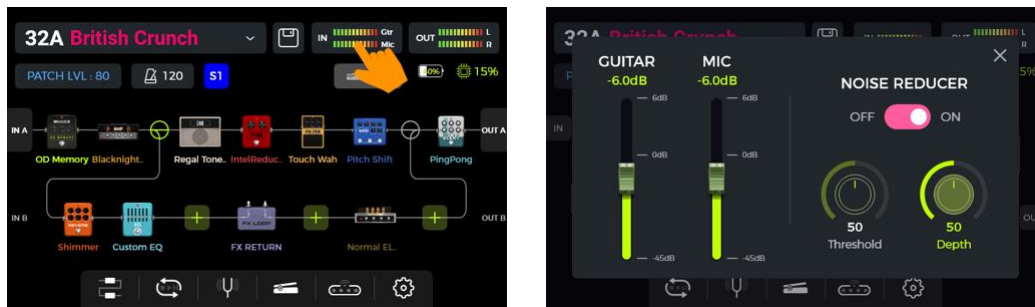 32A British Crunch
IN
Gtr
Mic
OUT
L
R
PATCH LVL : 80
120
S1
15%
IN A
OUT A
OD Memory
Blacknight..
Regal Tone..
IntelReduc..
Touch Wah
Pitch Shift
PingPong
IN B
OUT B
Shimmer
Custom EQ
FX LOOP
FX RETURN
Normal EL..
32A British Crunch
GUITAR
MIC
-6.0dB
-6.0dB
NOISE REDUCER
6dB
6dB
OFF
ON
0dB
0dB
50
50
Threshold
Depth
-45dB
-45dB
IN